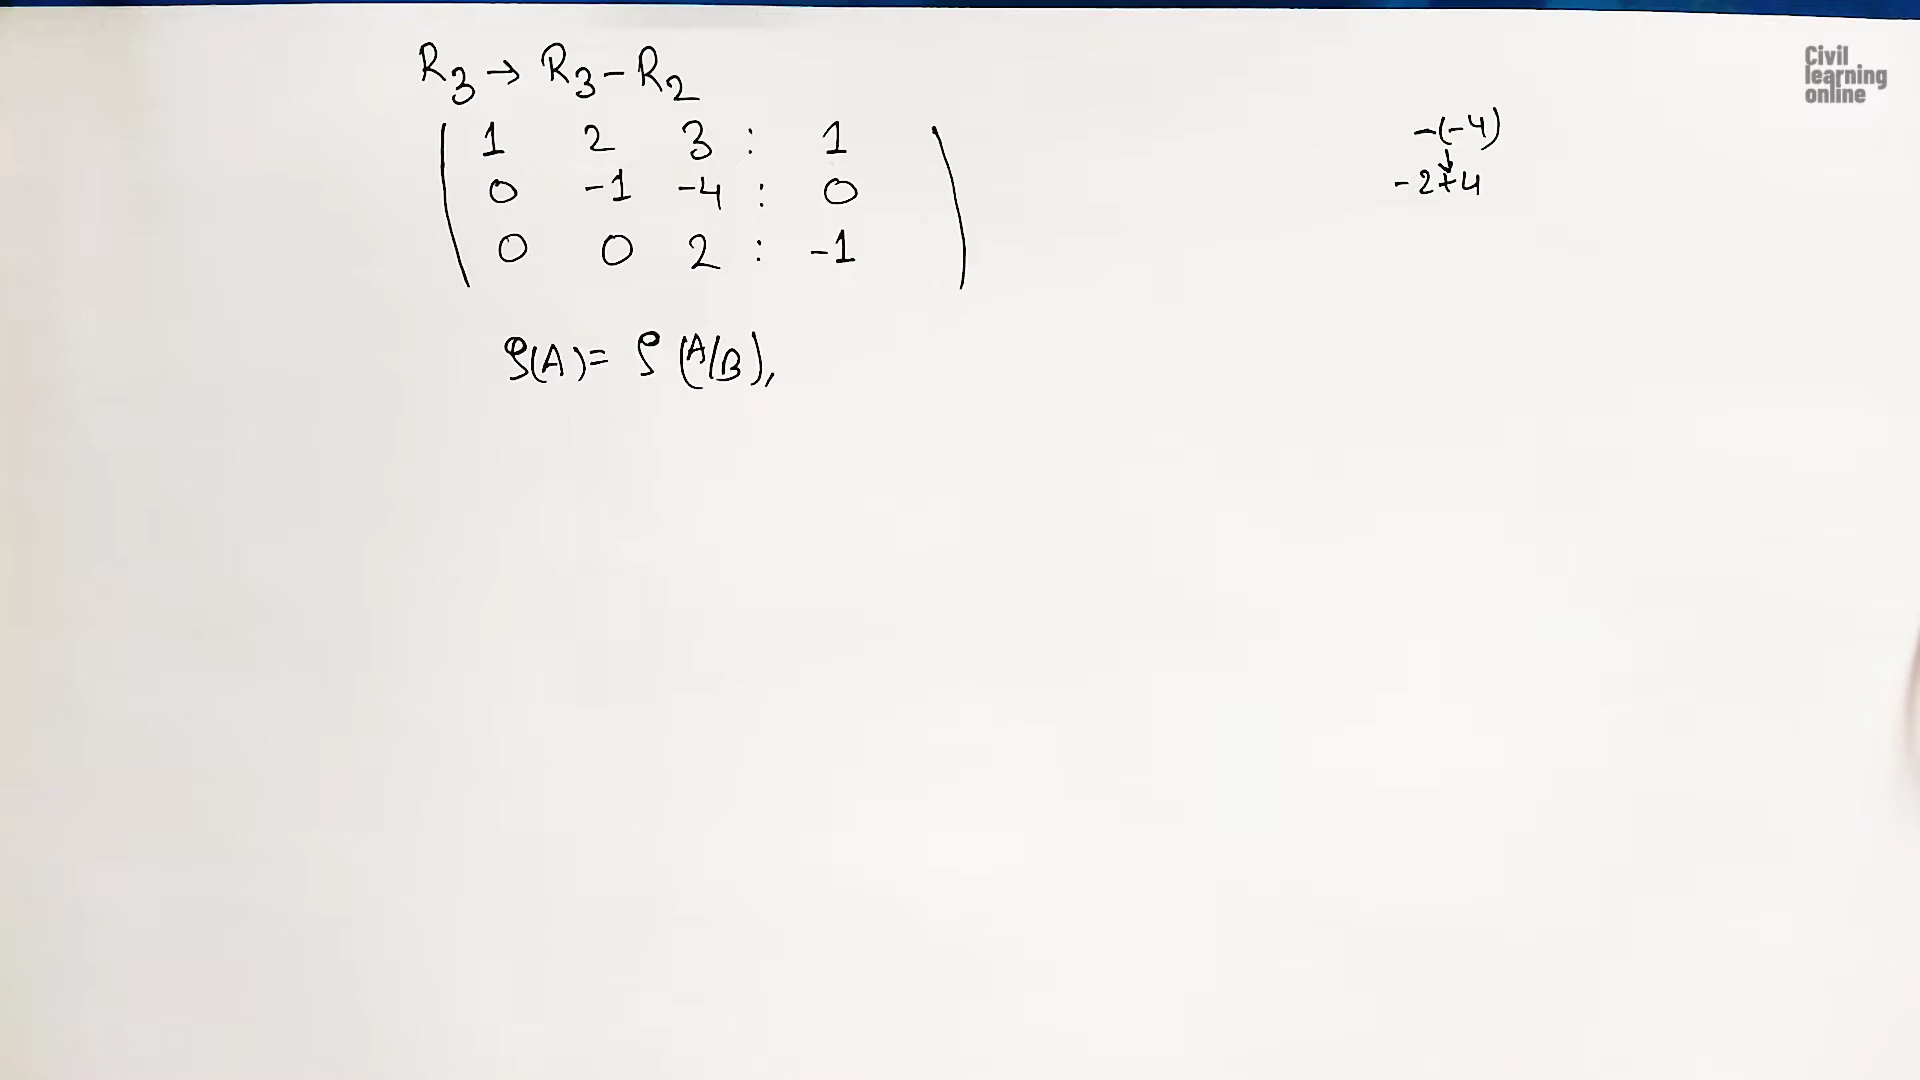 R3 → R3 - R2
1 2 3 : 1
0 -1 -4 : 0
0 0 2 : -1
ρ(A) = ρ(A/B),
-(-4)
↓
-2+4
Civil
learning
online